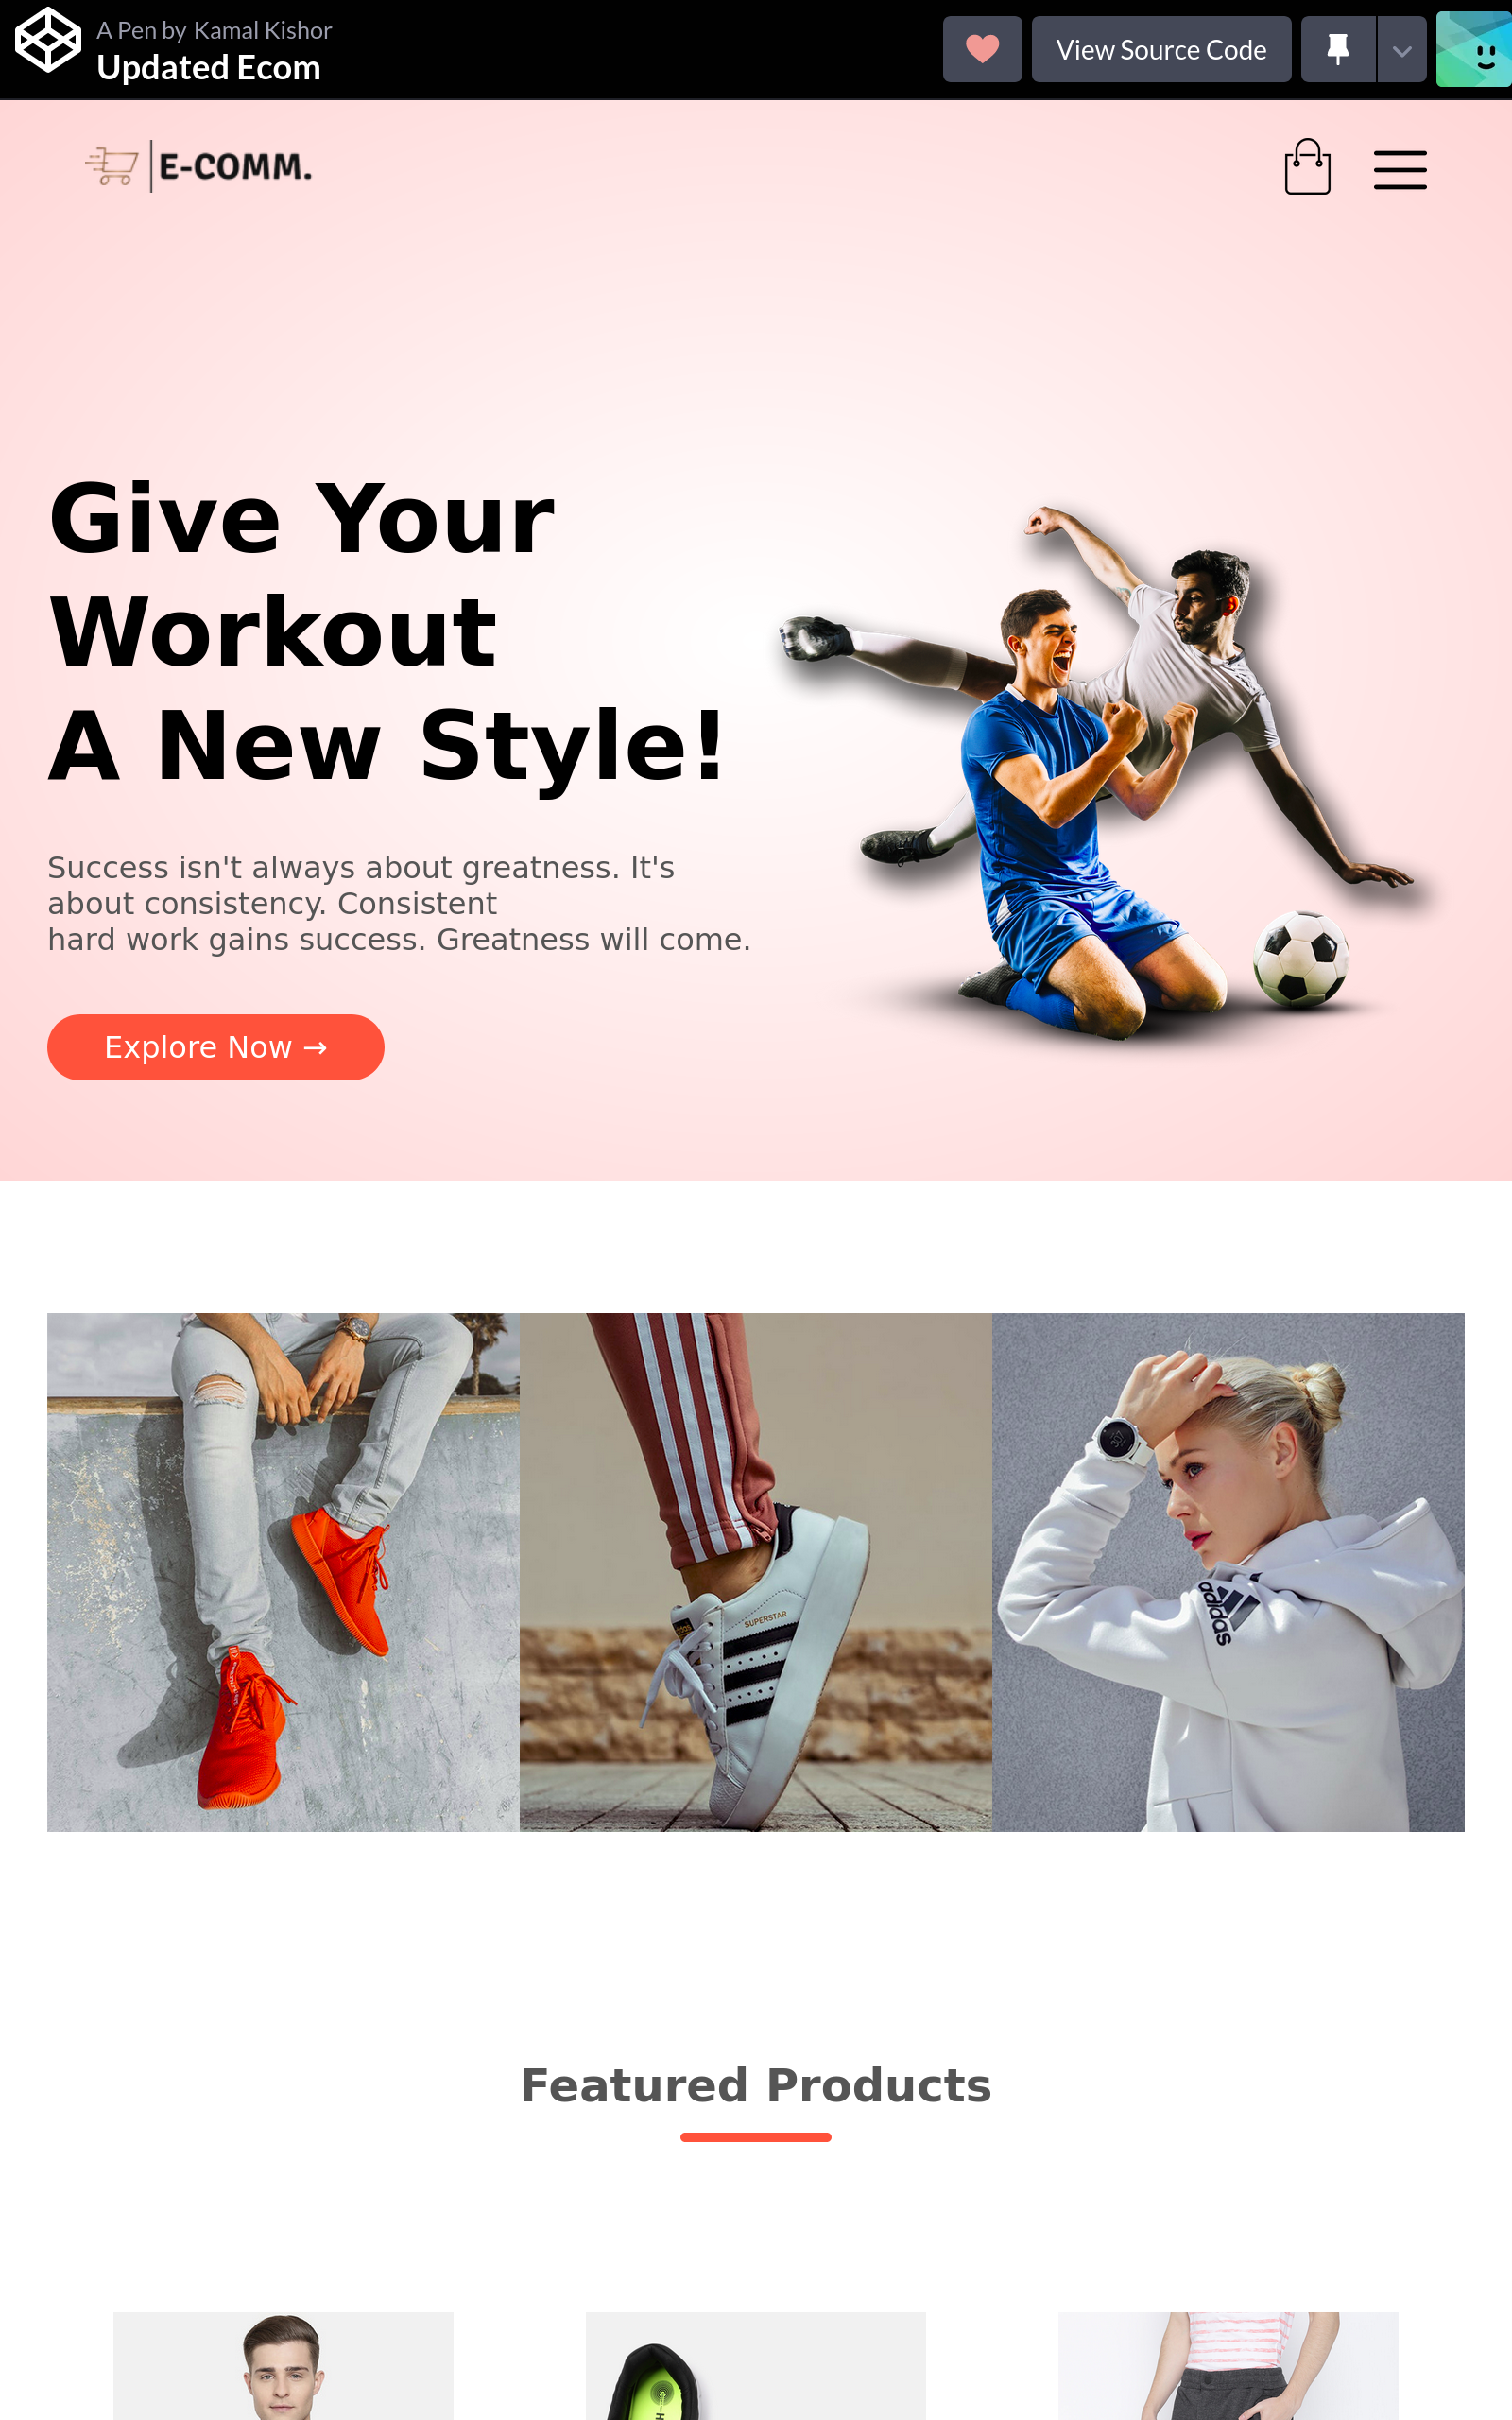 A Pen by Kamal Kishor
Updated Ecom
View Source Code
E-COMM.
Give Your
Workout
A New Style!
Success isn't always about greatness. It's
about consistency. Consistent
hard work gains success. Greatness will come.
Explore Now →
SUPERSTAR
adidas
Featured Products